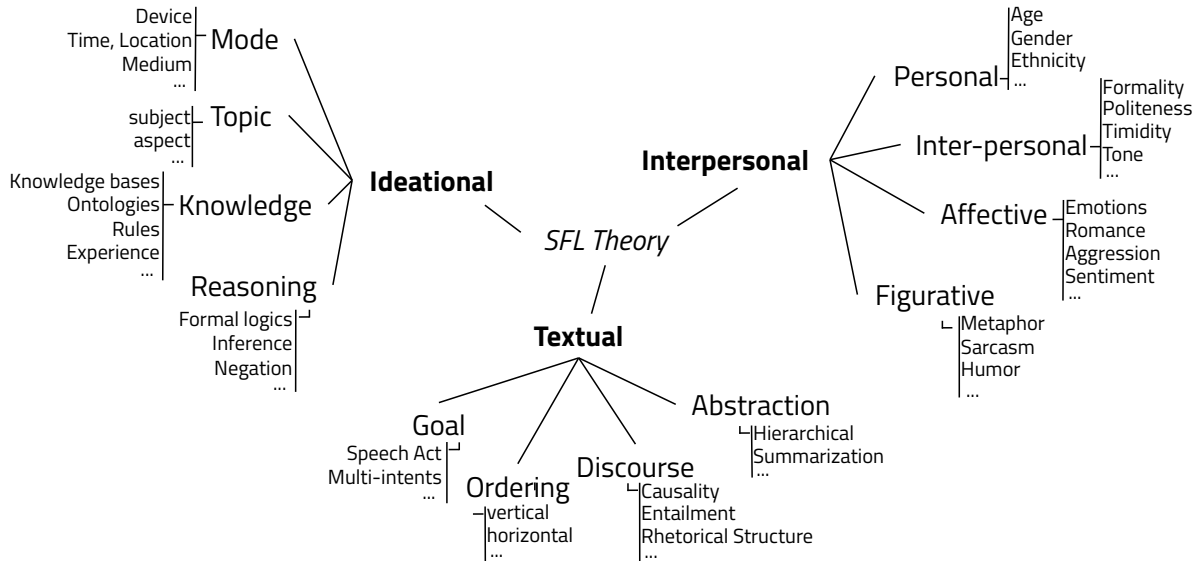 Device
Time, Location
Medium
...
Mode
subject
aspect
...
Topic
Knowledge bases
Ontologies
Rules
Experience
...
Knowledge
Reasoning
Formal logics
Inference
Negation
...
Ideational
SFL Theory
Interpersonal
Personal
Age
Gender
Ethnicity
...
Inter-personal
Formality
Politeness
Timidity
Tone
...
Affective
Emotions
Romance
Aggression
Sentiment
...
Figurative
Metaphor
Sarcasm
Humor
...
Textual
Goal
Speech Act
Multi-intents
...
Ordering
vertical
horizontal
...
Discourse
Causality
Entailment
Rhetorical Structure
...
Abstraction
Hierarchical
Summarization
...